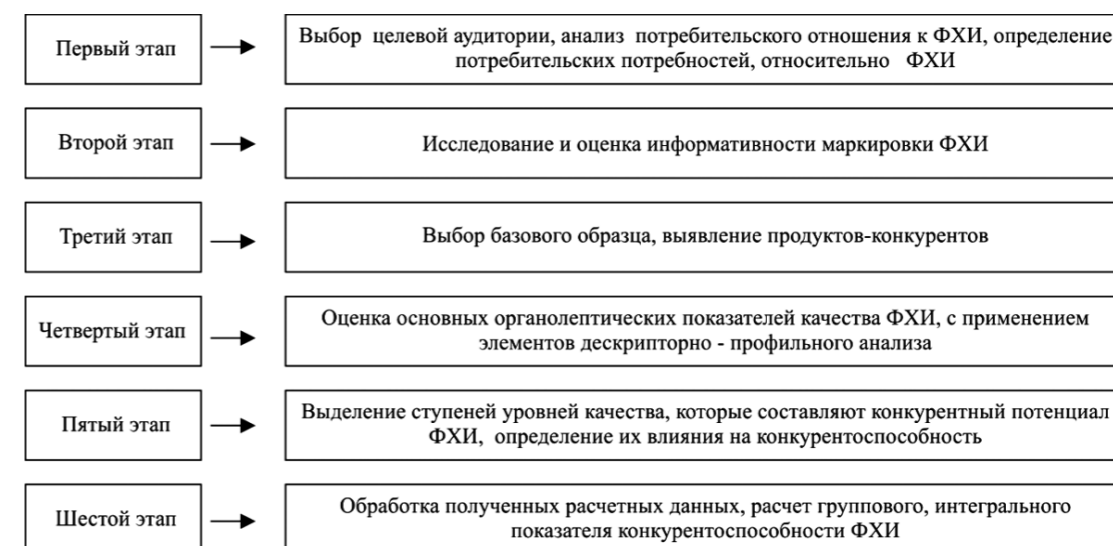 Первый этап
Выбор целевой аудитории, анализ потребительского отношения к ФХИ, определение
потребительских потребностей, относительно ФХИ
Второй этап
Исследование и оценка информативности маркировки ФХИ
Третий этап
Выбор базового образца, выявление продуктов-конкурентов
Четвертый этап
Оценка основных органолептических показателей качества ФХИ, с применением
элементов дескрипторно - профильного анализа
Пятый этап
Выделение ступеней уровней качества, которые составляют конкурентный потенциал
ФХИ, определение их влияния на конкурентоспособность
Шестой этап
Обработка полученных расчетных данных, расчет группового, интегрального
показателя конкурентоспособности ФХИ